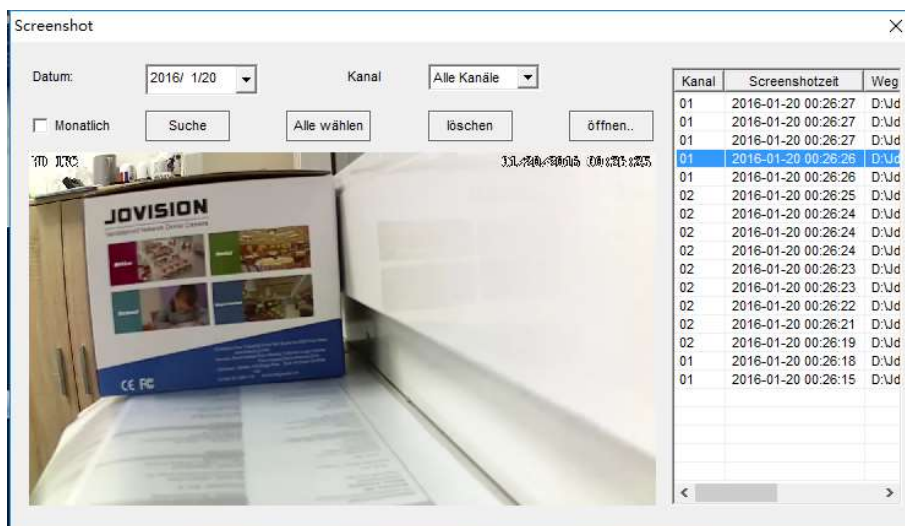 Screenshot
Datum: 2016/ 1/20 Kanal Alle Kanäle
Monatlich Suche Alle wählen löschen öffnen..
HD IPC
JOVISION
CE FC
Kanal Screenshotzeit Weg
01 2016-01-20 00:26:27 D:\Jd
01 2016-01-20 00:26:27 D:\Jd
01 2016-01-20 00:26:27 D:\Jd
01 2016-01-20 00:26:26 D:\Jd
01 2016-01-20 00:26:26 D:\Jd
02 2016-01-20 00:26:25 D:\Jd
02 2016-01-20 00:26:24 D:\Jd
02 2016-01-20 00:26:24 D:\Jd
02 2016-01-20 00:26:24 D:\Jd
02 2016-01-20 00:26:23 D:\Jd
02 2016-01-20 00:26:23 D:\Jd
02 2016-01-20 00:26:22 D:\Jd
02 2016-01-20 00:26:21 D:\Jd
02 2016-01-20 00:26:19 D:\Jd
01 2016-01-20 00:26:18 D:\Jd
01 2016-01-20 00:26:15 D:\Jd